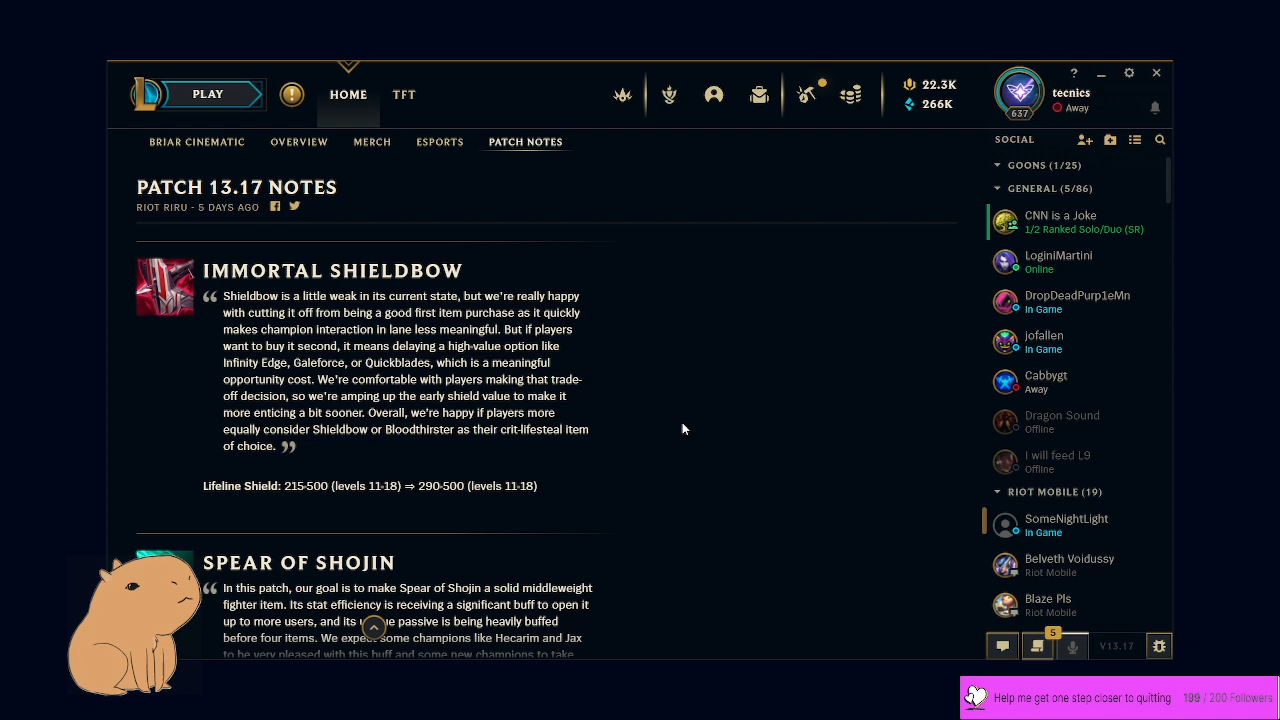 PLAY
HOME
TFT
22.3K
266K
637
tecnics
Away
BRIAR CINEMATIC
OVERVIEW
MERCH
ESPORTS
PATCH NOTES
PATCH 13.17 NOTES
RIOT RIRU - 5 DAYS AGO
IMMORTAL SHIELDBOW
Shieldbow is a little weak in its current state, but we're really happy
with cutting it off from being a good first item purchase as it quickly
makes champion interaction in lane less meaningful. But if players
want to buy it second, it means delaying a high-value option like
Infinity Edge, Galeforce, or Quickblades, which is a meaningful
opportunity cost. We're comfortable with players making that trade-
off decision, so we're amping up the early shield value to make it
more enticing a bit sooner. Overall, we're happy if players more
equally consider Shieldbow or Bloodthirster as their crit-lifesteal item
of choice.
Lifeline Shield: 215-500 (levels 11-18) ⇒ 290-500 (levels 11-18)
SPEAR OF SHOJIN
In this patch, our goal is to make Spear of Shojin a solid middleweight
fighter item. Its stat efficiency is receiving a significant buff to open it
up to more users, and its passive is being heavily buffed
before four items. We some champions like Hecarim and Jax
to be very pleased with this buff and some new champions to take
SOCIAL
GOONS (1/25)
GENERAL (5/86)
CNN is a Joke
1/2 Ranked Solo/Duo (SR)
LoginiMartini
Online
DropDeadPurp1eMn
In Game
jofallen
In Game
Cabbygt
Away
Dragon Sound
Offline
I will feed L9
Offline
RIOT MOBILE (19)
SomeNightLight
In Game
Belveth Voidussy
Riot Mobile
Blaze Pls
Riot Mobile
5
V13.17
Help me get one step closer to quitting
199 / 200 Followers